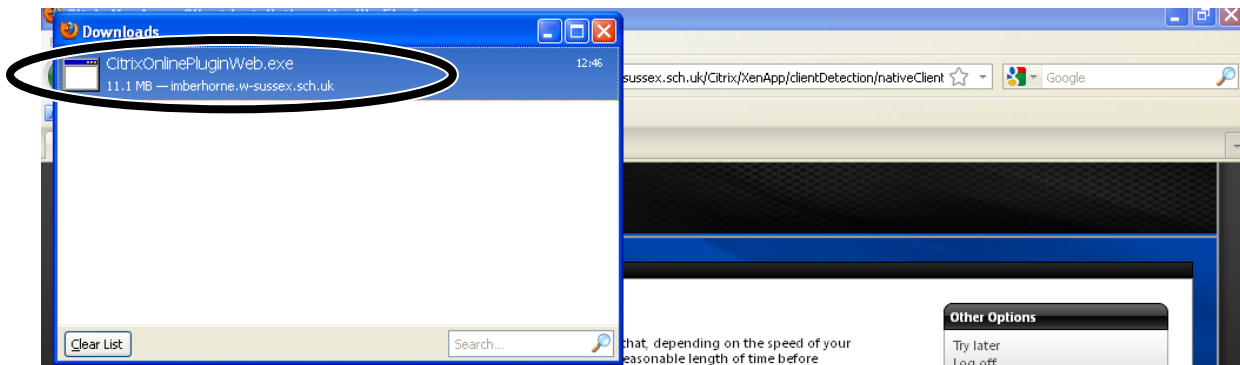 Downloads
CitrixOnlinePluginWeb.exe
12:46
11.1 MB — imberhorne.w-sussex.sch.uk
sussex.sch.uk/Citrix/XenApp/clientDetection/nativeClient
Google
Clear List
Search...
Other Options
Try later
Log off
that, depending on the speed of your
easonable length of time before